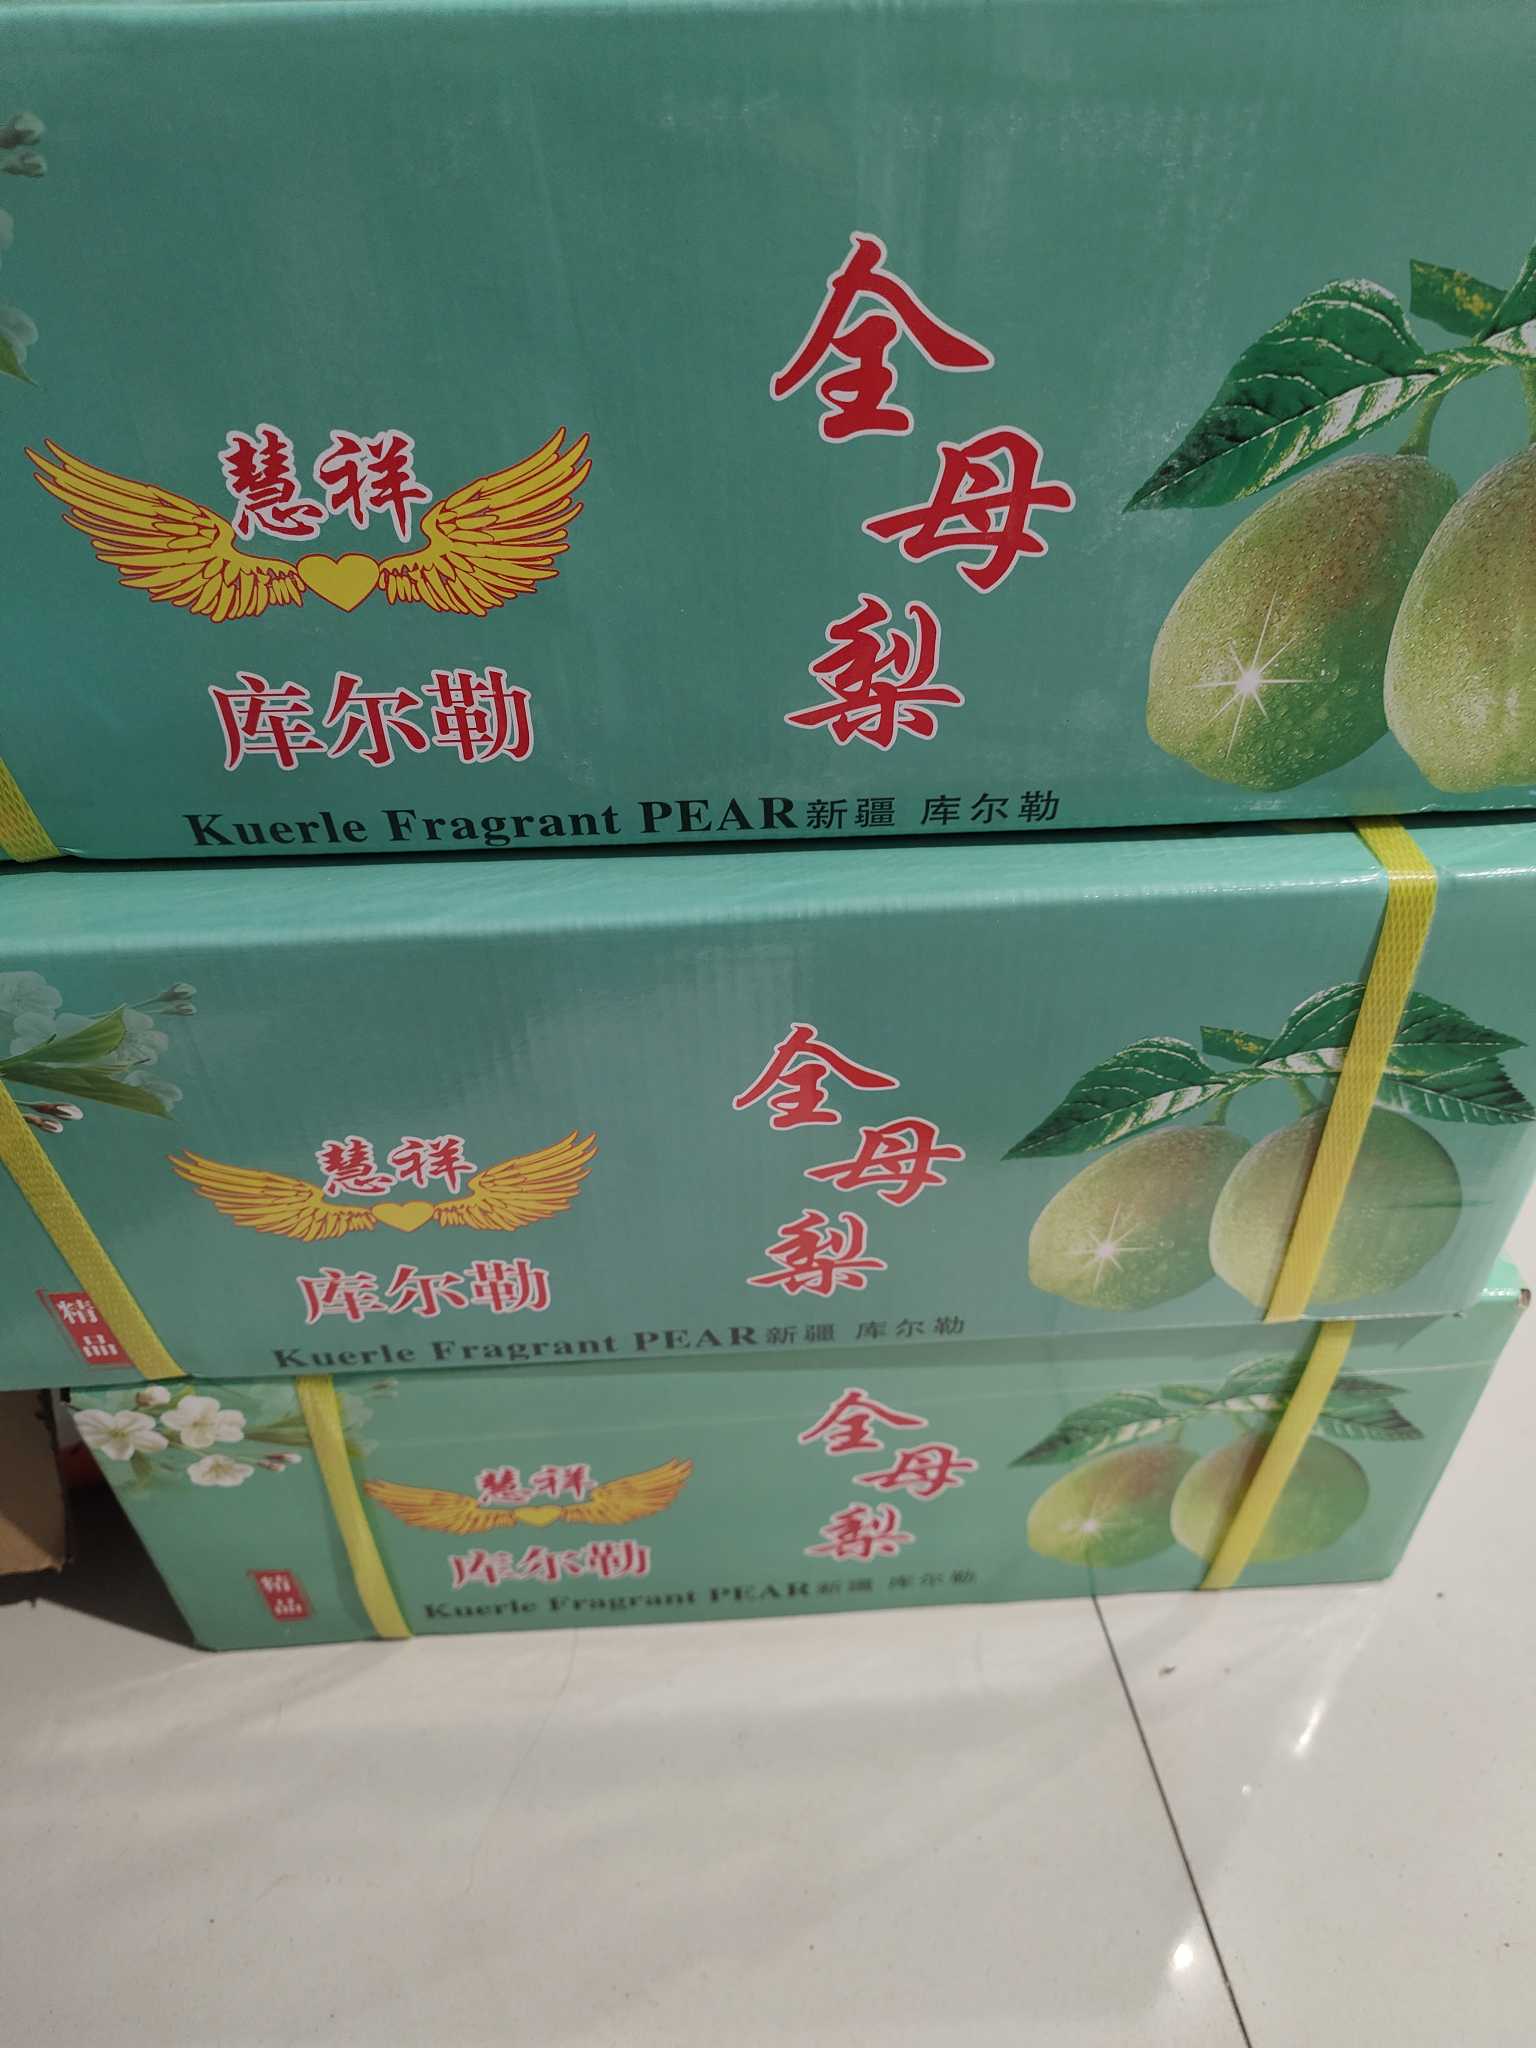 全
母
梨
慧祥
库尔勒
Kuerle Fragrant PEAR新疆 库尔勒
全
母
梨
慧祥
库尔勒
精
品
Kuerle Fragrant PEAR新疆 库尔勒
全
母
梨
慧祥
库尔勒
精
品
Kuerle Fragrant PEAR新疆 库尔勒